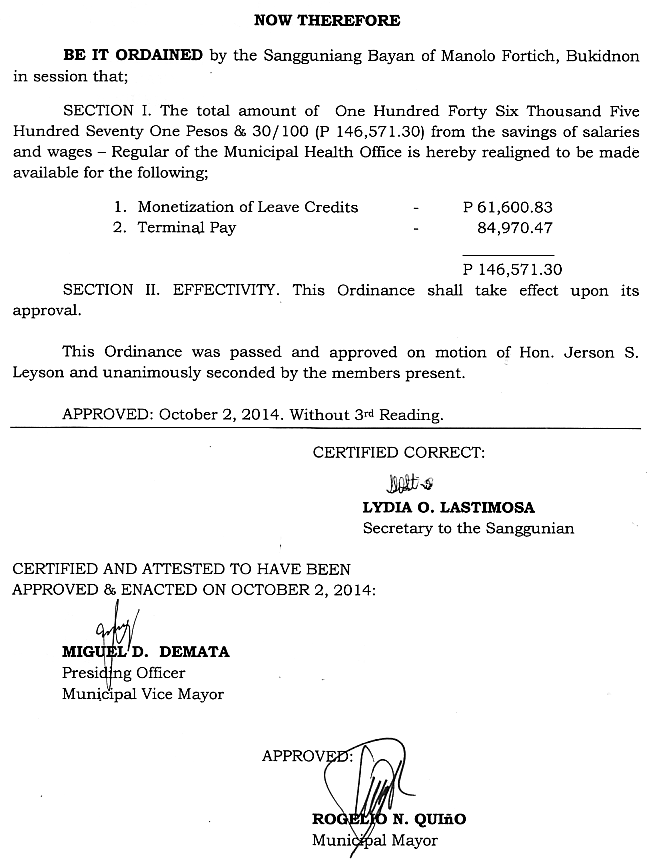 NOW THEREFORE
BE IT ORDAINED by the Sangguniang Bayan of Manolo Fortich, Bukidnon
in session that;
SECTION I. The total amount of One Hundred Forty Six Thousand Five
Hundred Seventy One Pesos & 30/100 (P 146,571.30) from the savings of salaries
and wages – Regular of the Municipal Health Office is hereby realigned to be made
available for the following;
1. Monetization of Leave Credits - P 61,600.83
2. Terminal Pay - 84,970.47
P 146,571.30
SECTION II. EFFECTIVITY. This Ordinance shall take effect upon its
approval.
This Ordinance was passed and approved on motion of Hon. Jerson S.
Leyson and unanimously seconded by the members present.
APPROVED: October 2, 2014. Without 3rd Reading.
CERTIFIED CORRECT:
LYDIA O. LASTIMOSA
Secretary to the Sanggunian
CERTIFIED AND ATTESTED TO HAVE BEEN
APPROVED & ENACTED ON OCTOBER 2, 2014:
MIGUEL D. DEMATA
Presiding Officer
Municipal Vice Mayor
APPROVED:
ROGELIO N. QUIñO
Municipal Mayor